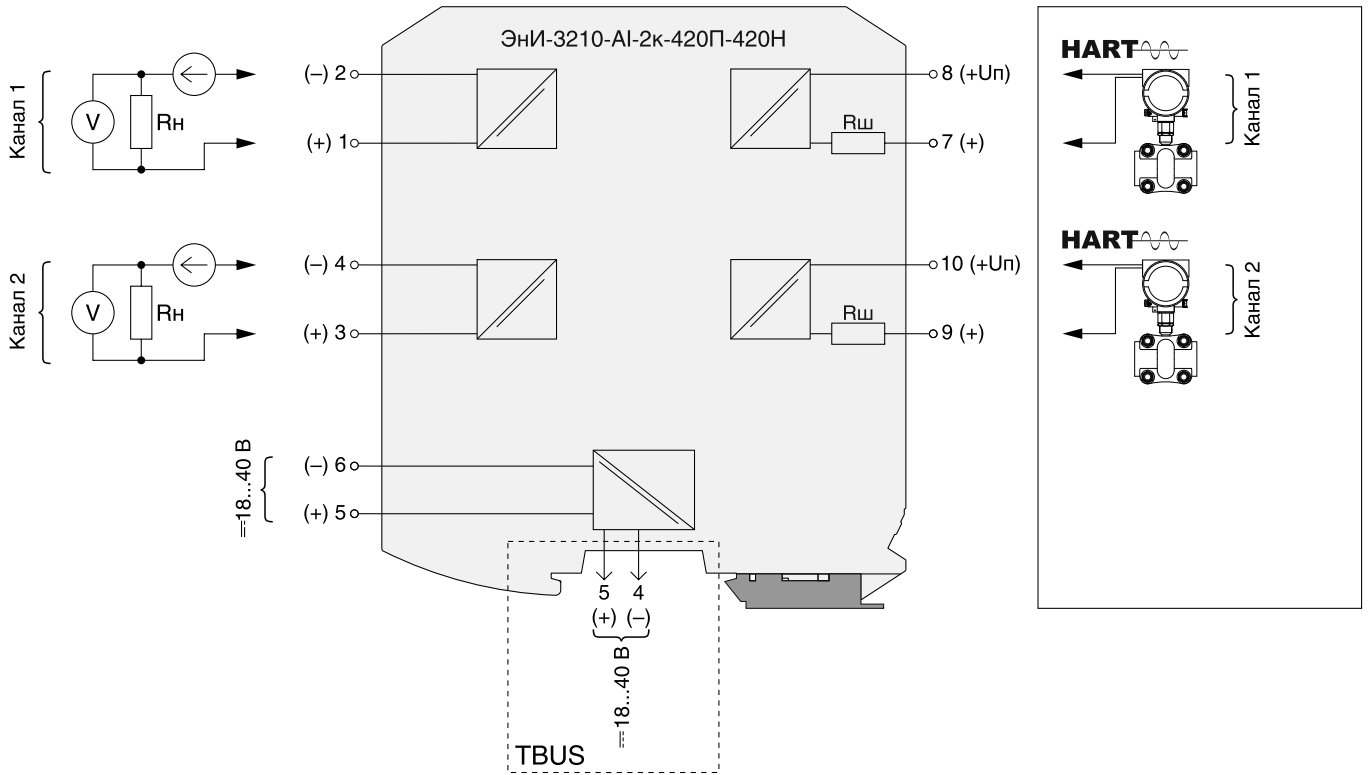 ЭнИ-3210-AI-2к-420П-420Н
Канал 1
V
Rн
(–) 2
(+) 1
8 (+Uп)
Rш
7 (+)
HART
Канал 1
Канал 2
V
Rн
(–) 4
(+) 3
10 (+Uп)
Rш
9 (+)
HART
Канал 2
18...40 В
(–) 6
(+) 5
5
4
(+)
(–)
18...40 В
TBUS